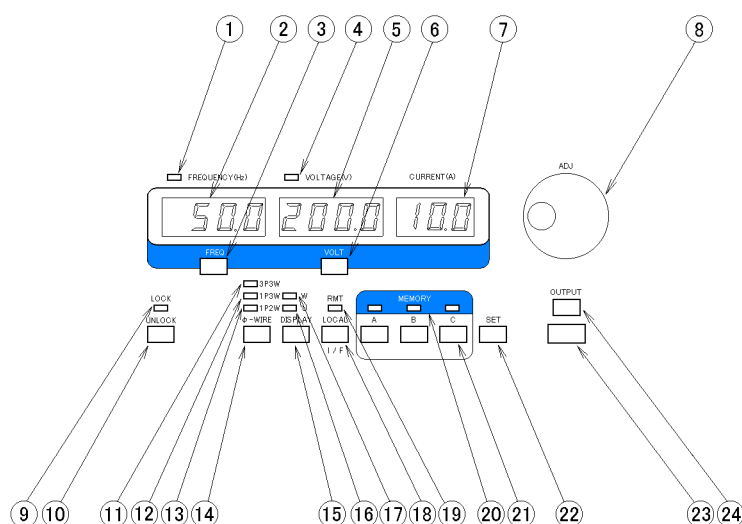 1 2 3 4 5 6 7 8
ADJ
FREQUENCY(Hz) VOLTAGE(V) CURRENT(A)
50.0 200.0 10.0
FREQ VOLT
3P3W
1P3W W
1P2W
LOCK RMT MEMORY OUTPUT
UNLOCK Φ-WIRE DISPLAY LOCAL A B C SET
I/F
9 10 11 12 13 14 15 16 17 18 19 20 21 22 23 24